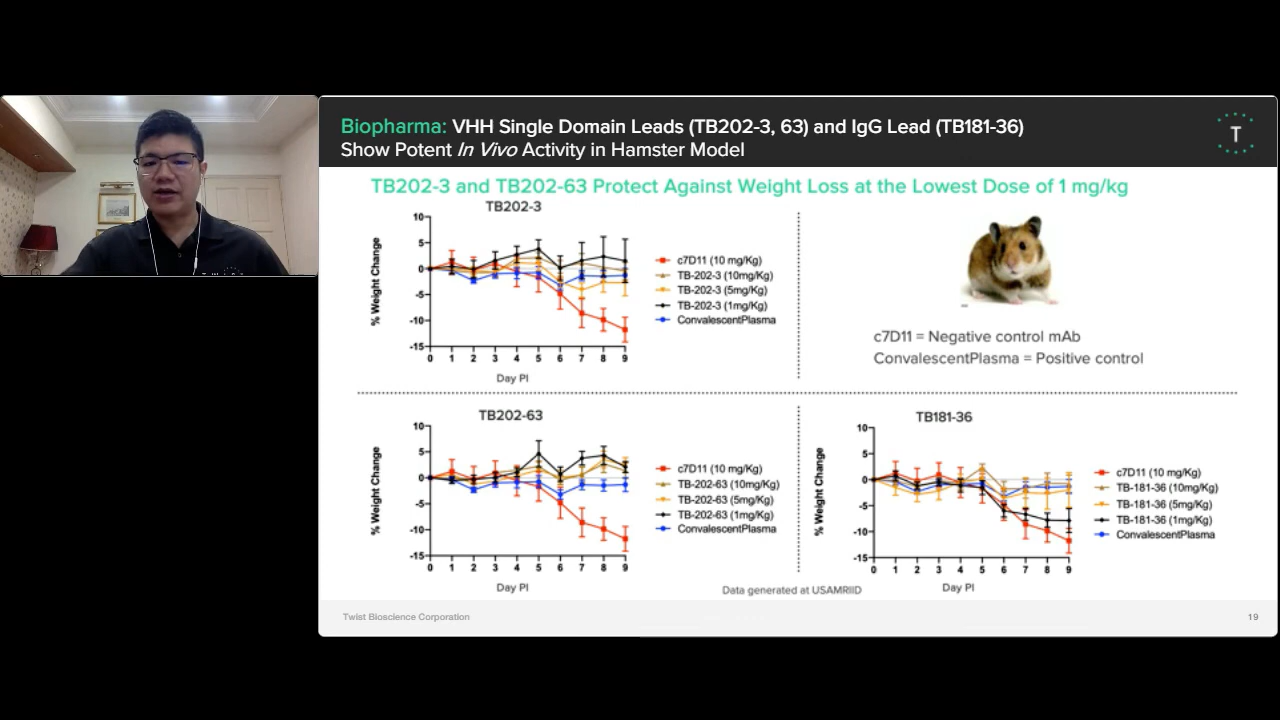 Biopharma: VHH Single Domain Leads (TB202-3, 63) and IgG Lead (TB181-36)
Show Potent In Vivo Activity in Hamster Model
T
TB202-3 and TB202-63 Protect Against Weight Loss at the Lowest Dose of 1 mg/kg
TB202-3
% Weight Change
10
5
0
-5
-10
-15
0 1 2 3 4 5 6 7 8 9
Day PI
c7D11 (10 mg/Kg)
TB-202-3 (10mg/Kg)
TB-202-3 (5mg/Kg)
TB-202-3 (1mg/Kg)
ConvalescentPlasma
c7D11 = Negative control mAb
ConvalescentPlasma = Positive control
TB202-63
% Weight Change
10
5
0
-5
-10
-15
0 1 2 3 4 5 6 7 8 9
Day PI
c7D11 (10 mg/Kg)
TB-202-63 (10mg/Kg)
TB-202-63 (5mg/Kg)
TB-202-63 (1mg/Kg)
ConvalescentPlasma
TB181-36
% Weight Change
10
5
0
-5
-10
-15
0 1 2 3 4 5 6 7 8 9
Day PI
c7D11 (10 mg/Kg)
TB-181-36 (10mg/Kg)
TB-181-36 (5mg/Kg)
TB-181-36 (1mg/Kg)
ConvalescentPlasma
Data generated at USAMRIID
Twist Bioscience Corporation
19